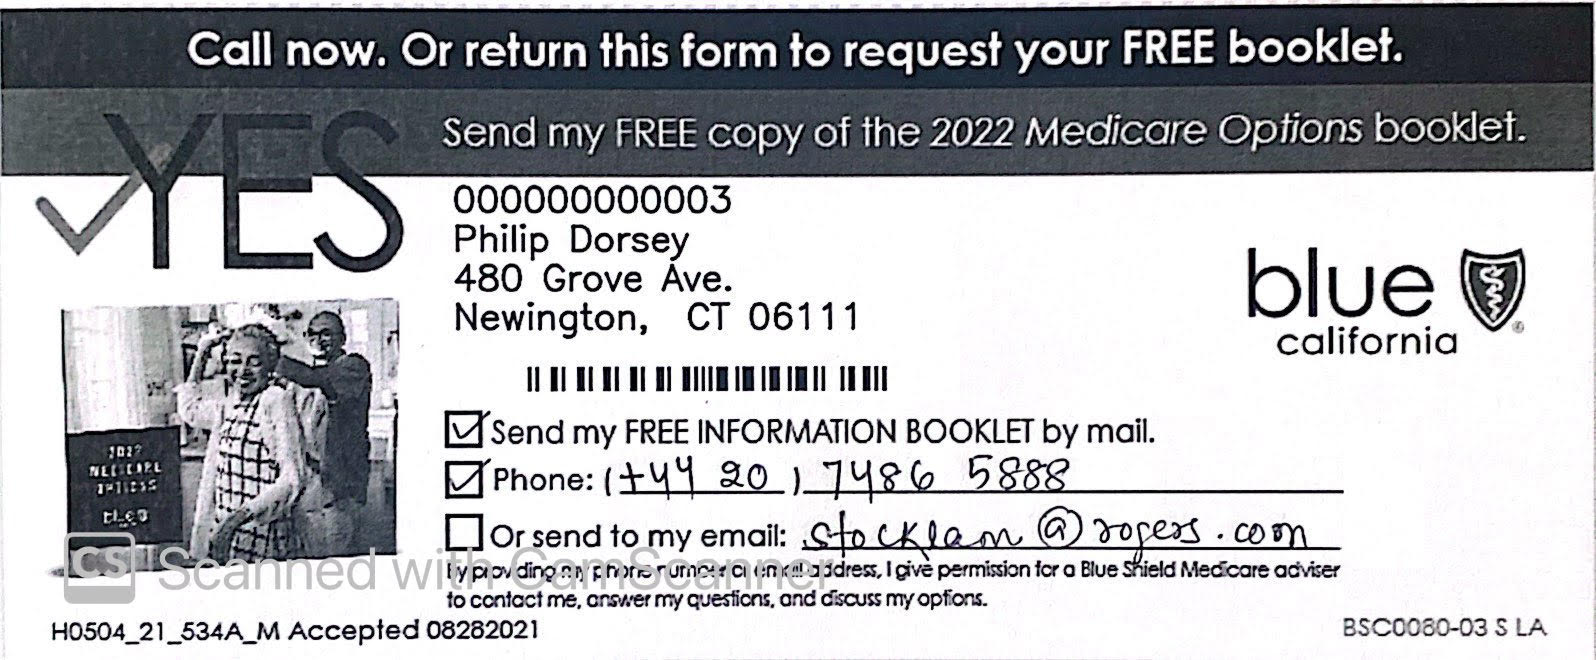 Call now. Or return this form to request your FREE booklet.
YES
Send my FREE copy of the 2022 Medicare Options booklet.
000000000003
Philip Dorsey
480 Grove Ave.
Newington, CT 06111
blue
california
Send my FREE INFORMATION BOOKLET by mail.
Phone: (+44 20) 7486 5888
Or send to my email: stocklam@rogers.com
By providing my phone number or email address, I give permission for a Blue Shield Medicare adviser
to contact me, answer my questions, and discuss my options.
2022
MEDICARE
OPTIONS
CS Scanned with CamScanner
H0504_21_534A_M Accepted 08282021
BSC0080-03 S LA